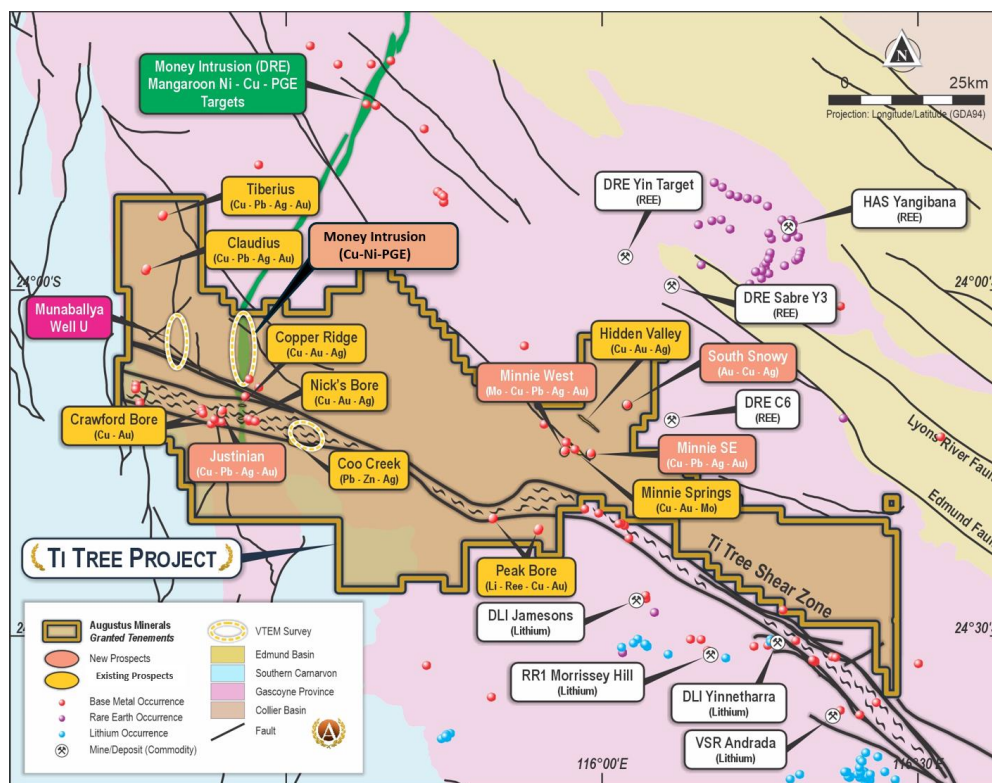 Money Intrusion (DRE)
Mangaroon Ni - Cu - PGE
Targets
N
0 25km
Projection: Longitude/Latitude (GDA94)
Tiberius
(Cu - Pb - Ag - Au)
DRE Yin Target
(REE)
HAS Yangibana
(REE)
Claudius
(Cu - Pb - Ag - Au)
Money Intrusion
(Cu-Ni-PGE)
24°00'S
24°00'S
DRE Sabre Y3
(REE)
Munaballya
Well U
Copper Ridge
(Cu - Au - Ag)
Hidden Valley
(Cu - Au - Ag)
South Snowy
(Au - Cu - Ag)
Minnie West
(Mo - Cu - Pb - Ag - Au)
Nick's Bore
(Cu - Au - Ag)
DRE C6
(REE)
Crawford Bore
(Cu - Au)
Lyons River Fault
Justinian
(Cu - Pb - Ag - Au)
Coo Creek
(Pb - Zn - Ag)
Minnie SE
(Cu - Pb - Ag - Au)
Minnie Springs
(Cu - Au - Mo)
Edmund Fau
TI TREE PROJECT
Peak Bore
(Li - Ree - Cu - Au)
Ti Tree Shear Zone
DLI Jamesons
(Lithium)
24°
24°30'S
RR1 Morrissey Hill
(Lithium)
DLI Yinnetharra
(Lithium)
VSR Andrada
(Lithium)
116°00'E
116°30'E
Augustus Minerals
Granted Tenements
New Prospects
Existing Prospects
Base Metal Occurrence
Rare Earth Occurrence
Lithium Occurrence
Mine/Deposit (Commodity)
VTEM Survey
Edmund Basin
Southern Carnarvon
Gascoyne Province
Collier Basin
Fault
A